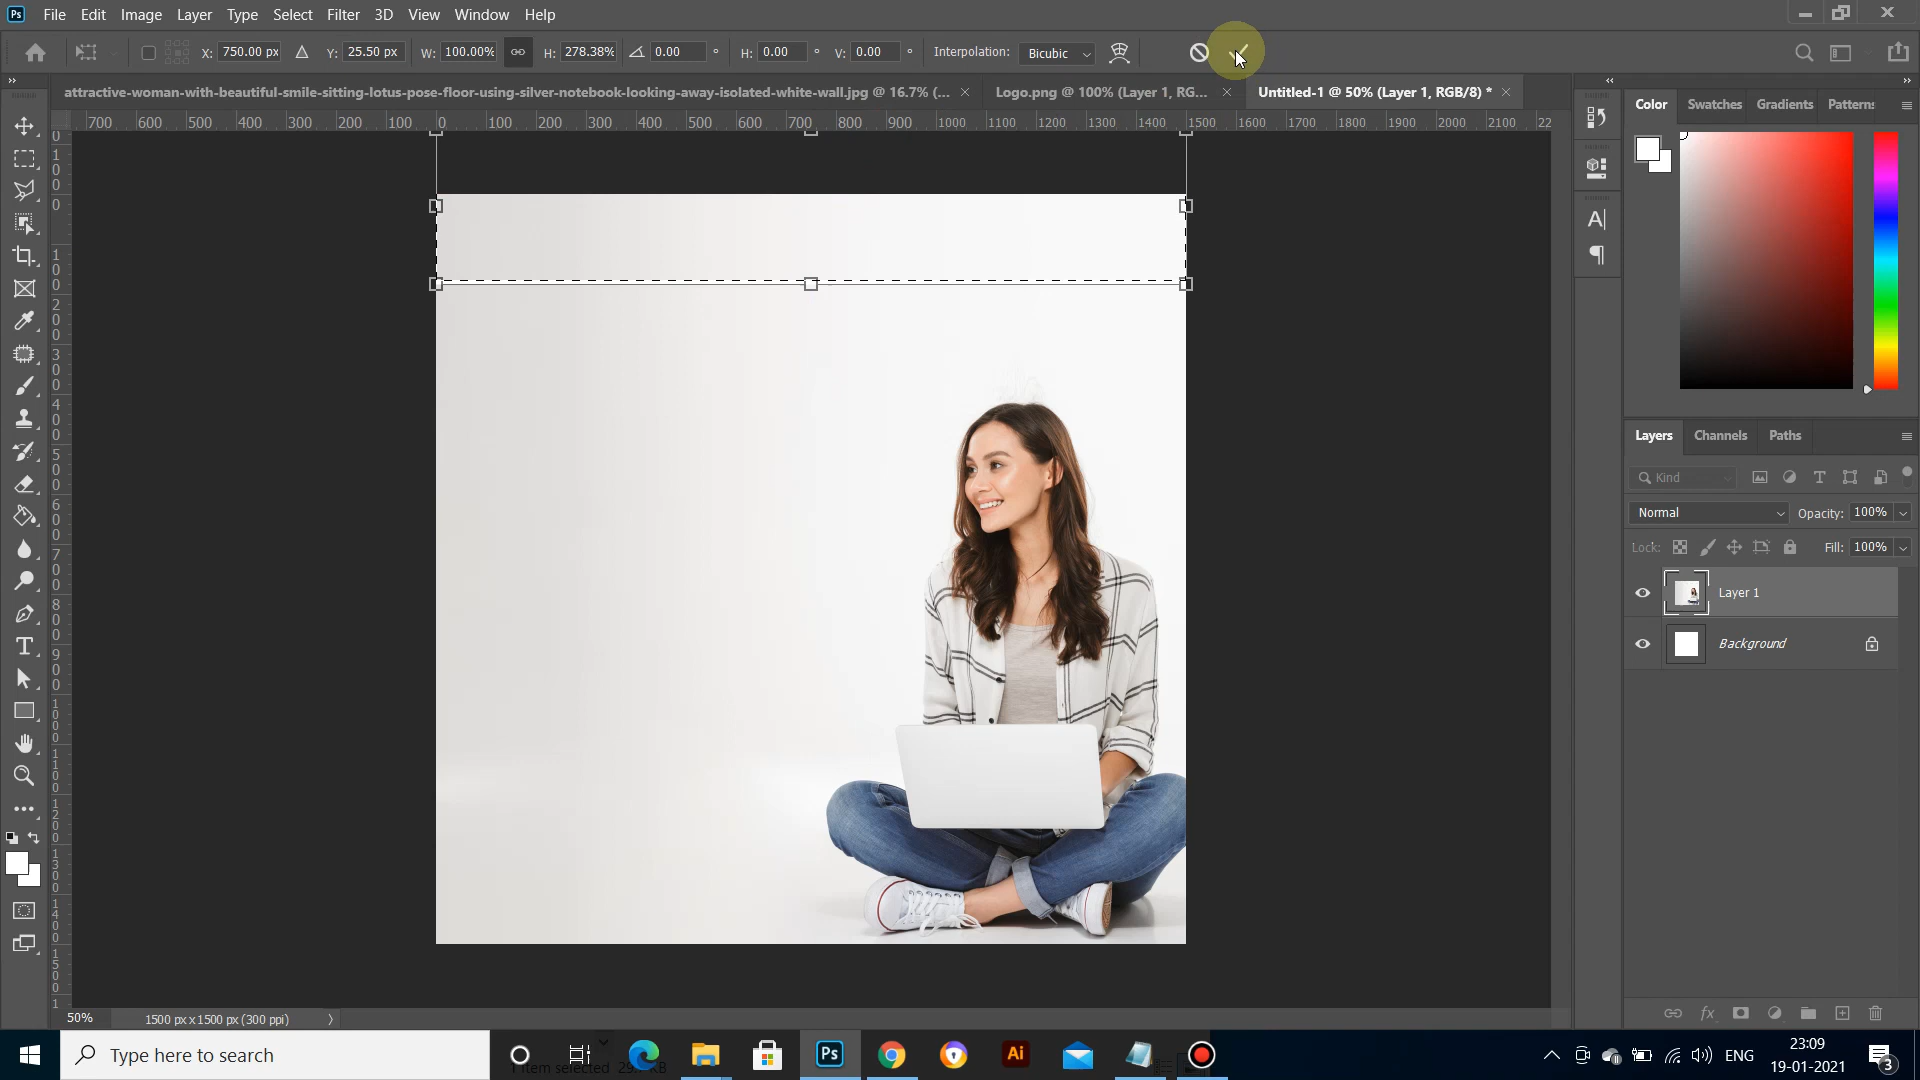 Ps File Edit Image Layer Type Select Filter 3D View Window Help
X: 750.00 px Y: 25.50 px W: 100.00% H: 278.38% 0.00 ° H: 0.00 ° V: 0.00 ° Interpolation: Bicubic
attractive-woman-with-beautiful-smile-sitting-lotus-pose-floor-using-silver-notebook-looking-away-isolated-white-wall.jpg @ 16.7% (... × Logo.png @ 100% (Layer 1, RG... × Untitled-1 @ 50% (Layer 1, RGB/8) * ×
Color Swatches Gradients Patterns
700 600 500 400 300 200 100 0 100 200 300 400 500 600 700 800 900 1000 1100 1200 1300 1400 1500 1600 1700 1800 1900 2000 2100 22
Layers Channels Paths
Kind
Normal Opacity: 100%
Lock: Fill: 100%
Layer 1
Background
50% 1500 px x 1500 px (300 ppi)
Type here to search
Ps
Ai
ENG
23:09
19-01-2021
3